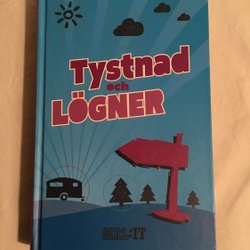 Tystnad
och
LÖGNER
GIRL:IT